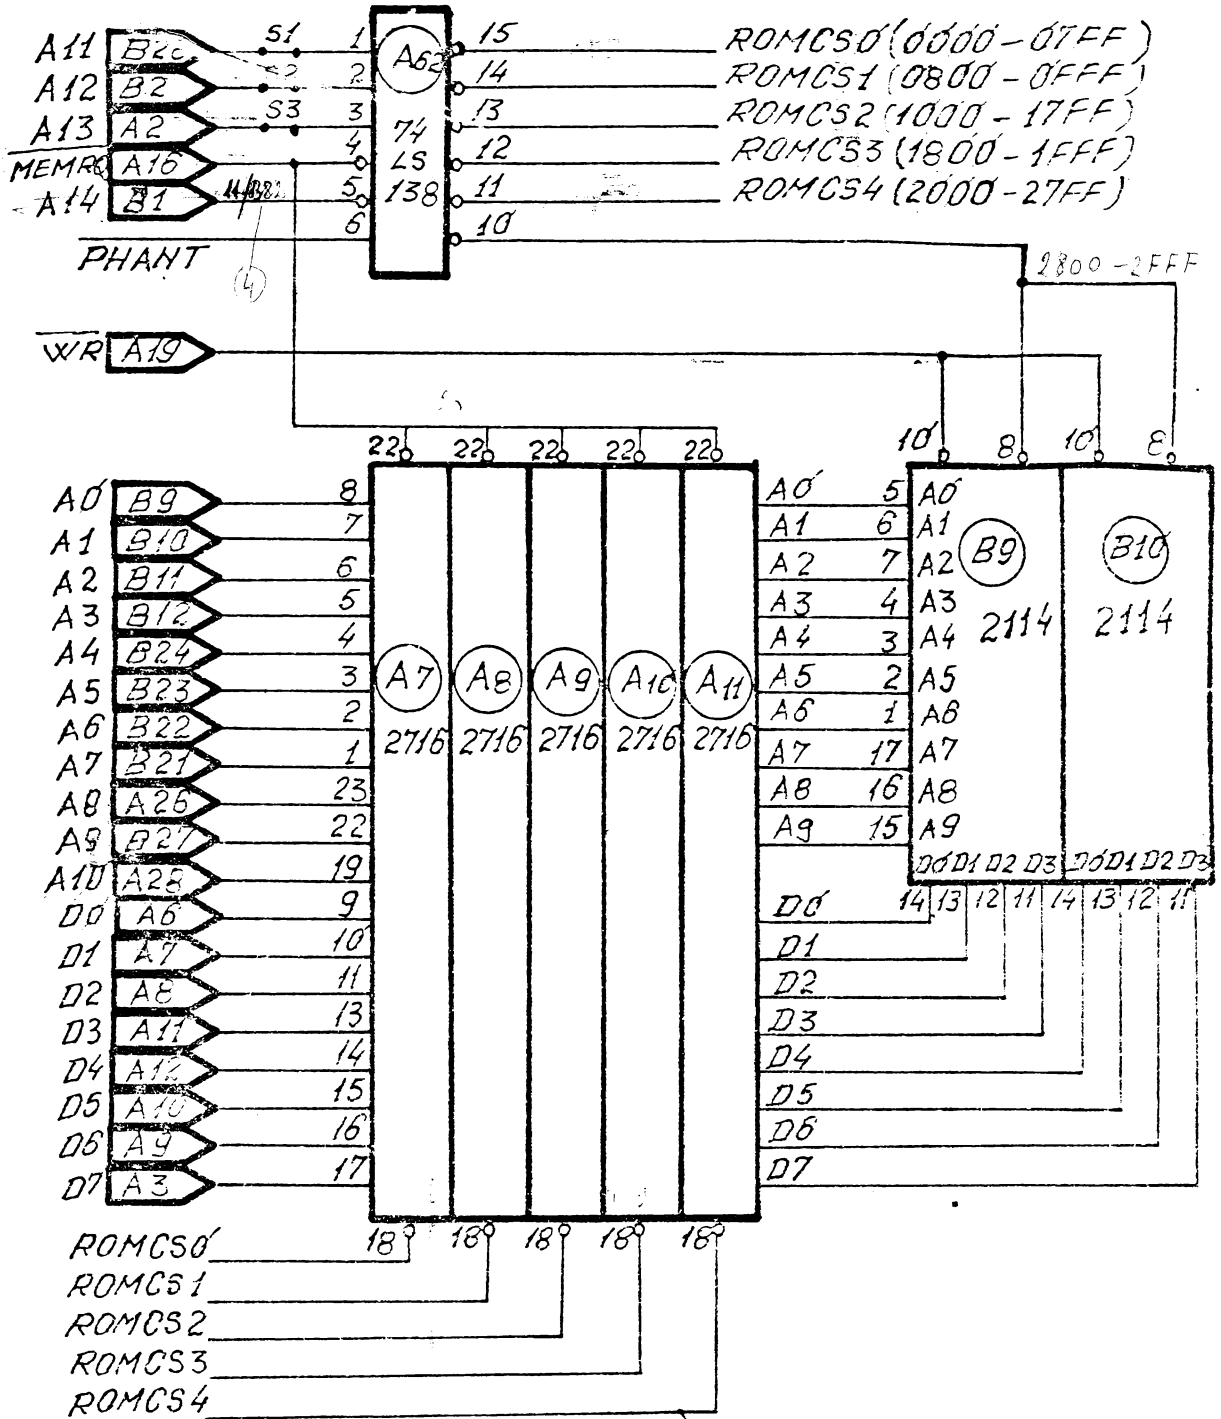 A11 S1 1 15 ROMCS0 (0000-07FF)
A12 B2 S2 2 A62 14 ROMCS1 (0800-0FFF)
A13 A2 S3 3 74 13 ROMCS2 (1000-17FF)
MEMRQ A16 4 LS 12 ROMCS3 (1800-1FFF)
A14 B1 5 138 11 ROMCS4 (2000-27FF)
PHANT 6 10
4 2800-2FFF
WR A19
22 22 22 22 22 10 8 10 8
A0 B9 8 A0 5 A0
A1 B10 7 A1 6 A1
A2 B11 6 A2 7 A2 B9 B10
A3 B12 5 A3 4 A3 2114 2114
A4 B24 4 A4 3 A4
A5 B23 3 A7 A8 A9 A10 A11 A5 2 A5
A6 B22 2 2716 2716 2716 2716 2716 A6 1 A6
A7 B21 1 A7 17 A7
A8 A26 23 A8 16 A8
A9 B27 22 A9 15 A9
A10 A28 19 D0 D1 D2 D3 D0 D1 D2 D3
D0 A6 9 D0 14 13 12 11 14 13 12 11
D1 A7 10 D1
D2 A8 11 D2
D3 A11 13 D3
D4 A12 14 D4
D5 A10 15 D5
D6 A9 16 D6
D7 A3 17 D7
ROMCS0 18 18 18 18 18
ROMCS1
ROMCS2
ROMCS3
ROMCS4